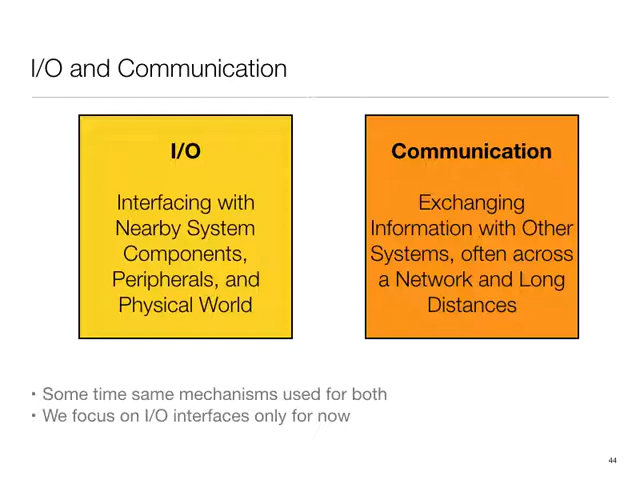 I/O and Communication
I/O
Interfacing with
Nearby System
Components,
Peripherals, and
Physical World
Communication
Exchanging
Information with Other
Systems, often across
a Network and Long
Distances
• Some time same mechanisms used for both
• We focus on I/O interfaces only for now
44